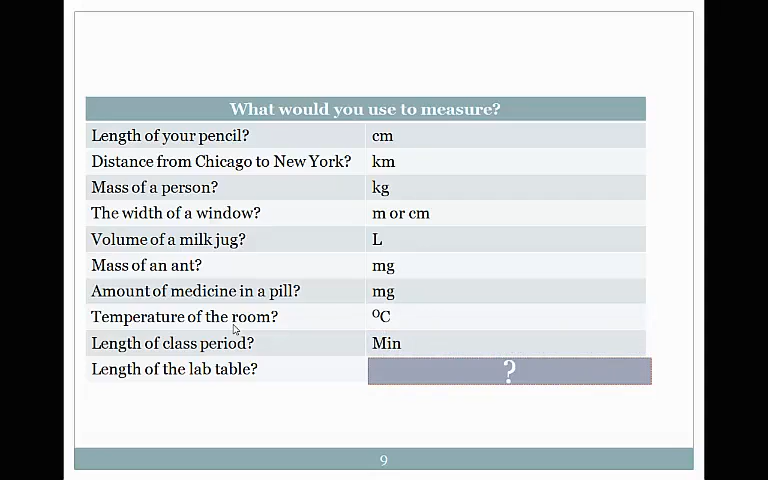 What would you use to measure?
Length of your pencil? cm
Distance from Chicago to New York? km
Mass of a person? kg
The width of a window? m or cm
Volume of a milk jug? L
Mass of an ant? mg
Amount of medicine in a pill? mg
Temperature of the room? ⁰C
Length of class period? Min
Length of the lab table? ?
9